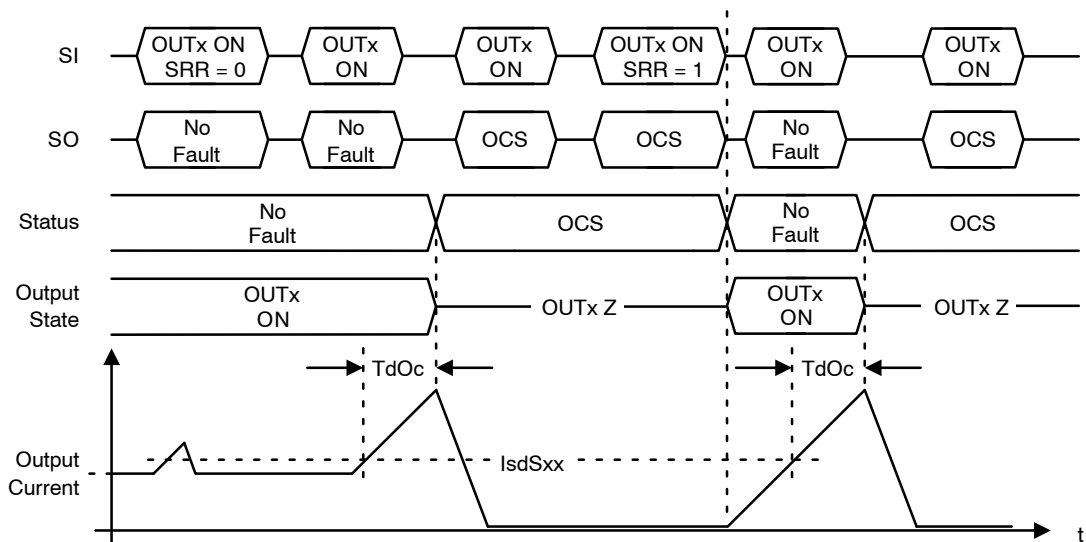 SI
OUTx ON
SRR = 0
OUTx
ON
OUTx
ON
OUTx ON
SRR = 1
OUTx
ON
OUTx
ON
SO
No
Fault
No
Fault
OCS
OCS
No
Fault
OCS
Status
No
Fault
OCS
No
Fault
OCS
Output
State
OUTx
ON
OUTx Z
OUTx
ON
OUTx Z
TdOc
TdOc
Output
Current
IsdSxx
t